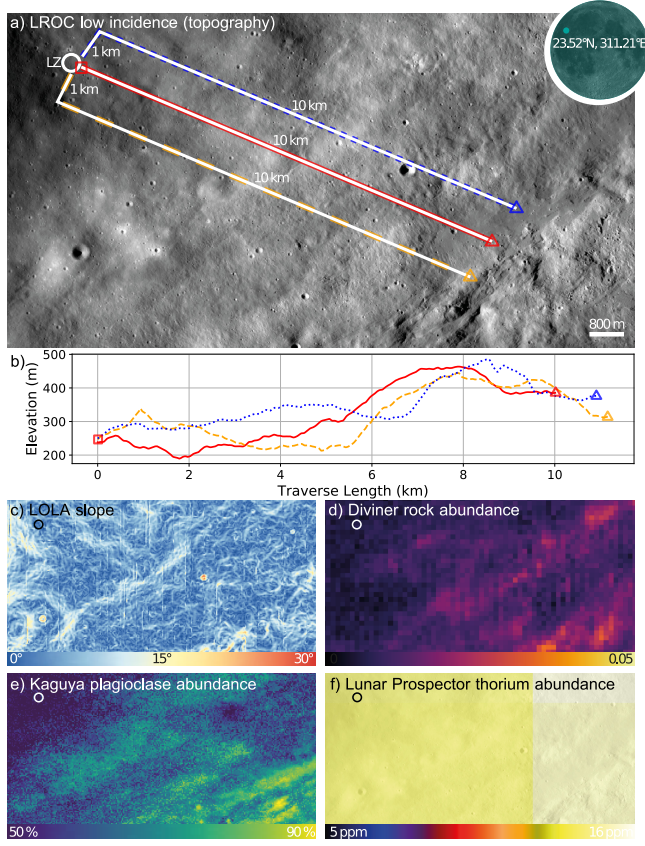 a) LROC low incidence (topography)
23.52°N, 311.21°E
LZ
1 km
1 km
10 km
10 km
10 km
800 m
b)
500
400
300
200
Elevation (m)
0
2
4
6
8
10
Traverse Length (km)
c) LOLA slope
0°
15°
30°
d) Diviner rock abundance
0
0.05
e) Kaguya plagioclase abundance
50 %
90 %
f) Lunar Prospector thorium abundance
5 ppm
16 ppm